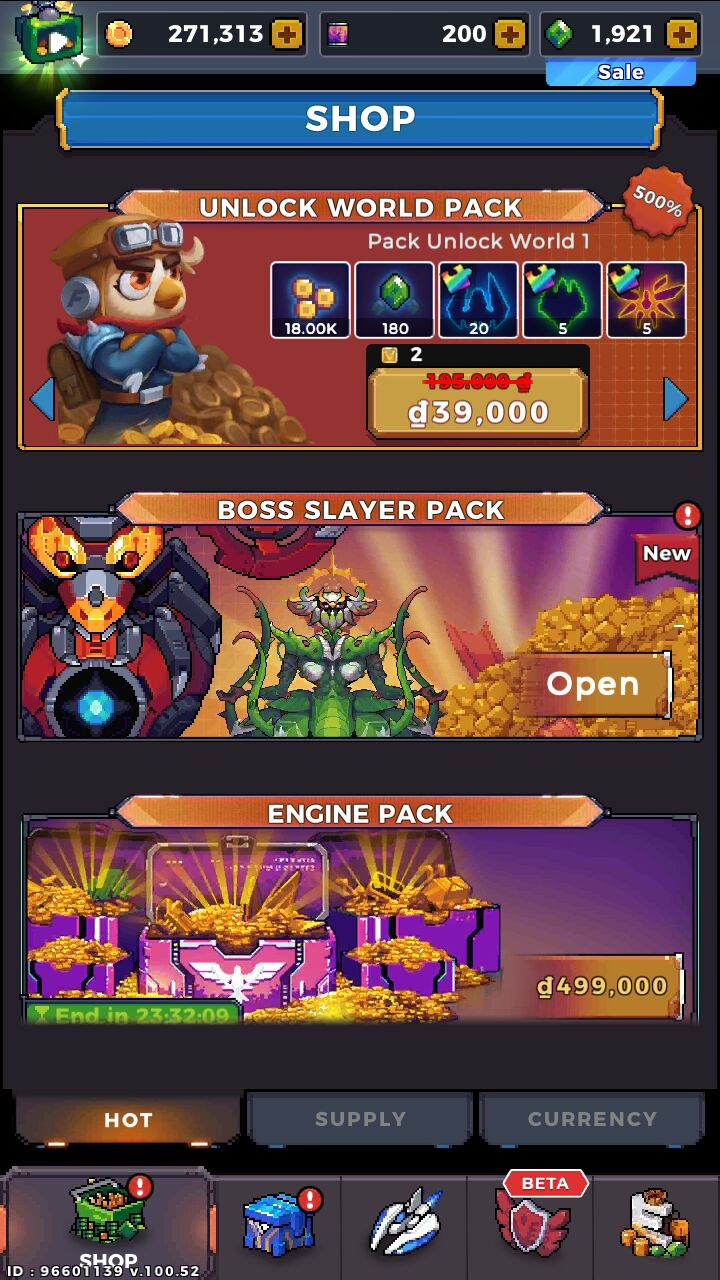 271,313
200
1,921
Sale
SHOP
500%
UNLOCK WORLD PACK
Pack Unlock World 1
18.00K
180
20
5
5
2
195.000 đ
₫39,000
BOSS SLAYER PACK
New
Open
ENGINE PACK
₫499,000
End in 23:32:09
HOT
SUPPLY
CURRENCY
BETA
SHOP
ID : 96601139 v.100.52